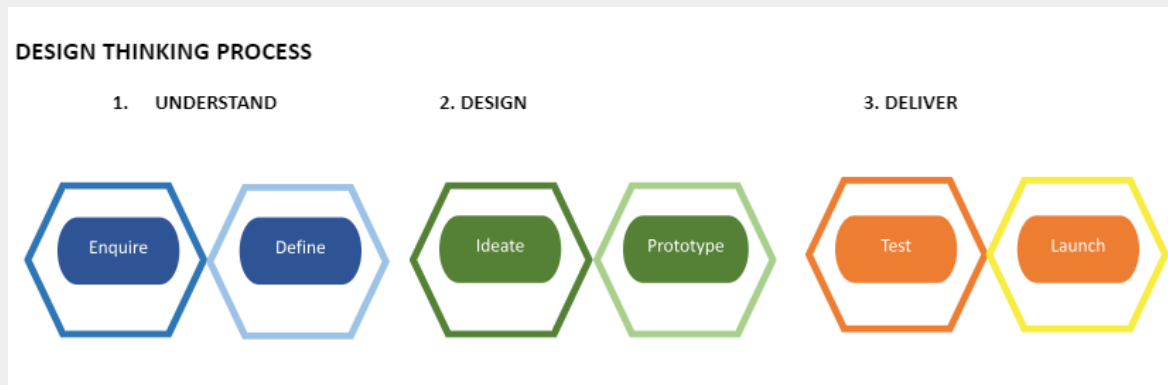 DESIGN THINKING PROCESS
1. UNDERSTAND 2. DESIGN 3. DELIVER
Enquire Define Ideate Prototype Test Launch